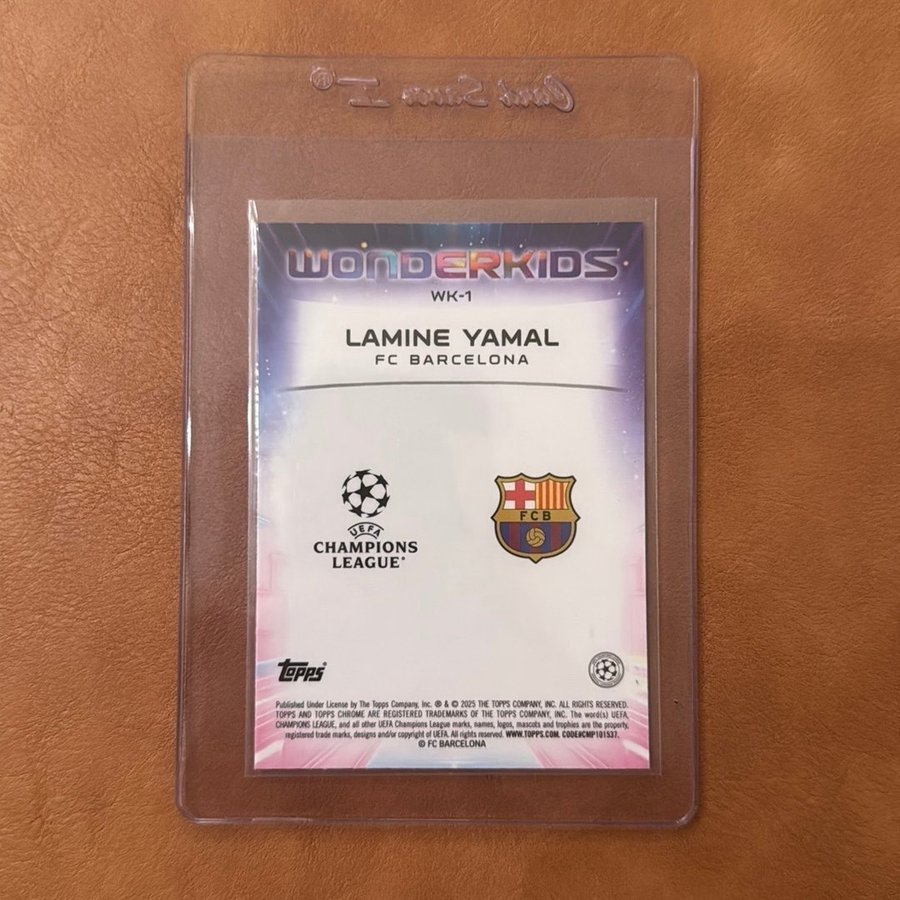 Card Saver I®
WONDERKIDS
WK-1
LAMINE YAMAL
FC BARCELONA
FCB
UEFA
CHAMPIONS
LEAGUE®
Topps®
Published Under License by The Topps Company, Inc. ® & © 2025 THE TOPPS COMPANY, INC. ALL RIGHTS RESERVED.
TOPPS AND TOPPS CHROME ARE REGISTERED TRADEMARKS OF THE TOPPS COMPANY, INC. The word(s) UEFA,
CHAMPIONS LEAGUE, and all other UEFA Champions League marks, names, logos, mascots and trophies are the property,
registered trade marks, designs and/or copyright of UEFA. All rights reserved. WWW.TOPPS.COM. CODE#CMP101537.
© FC BARCELONA